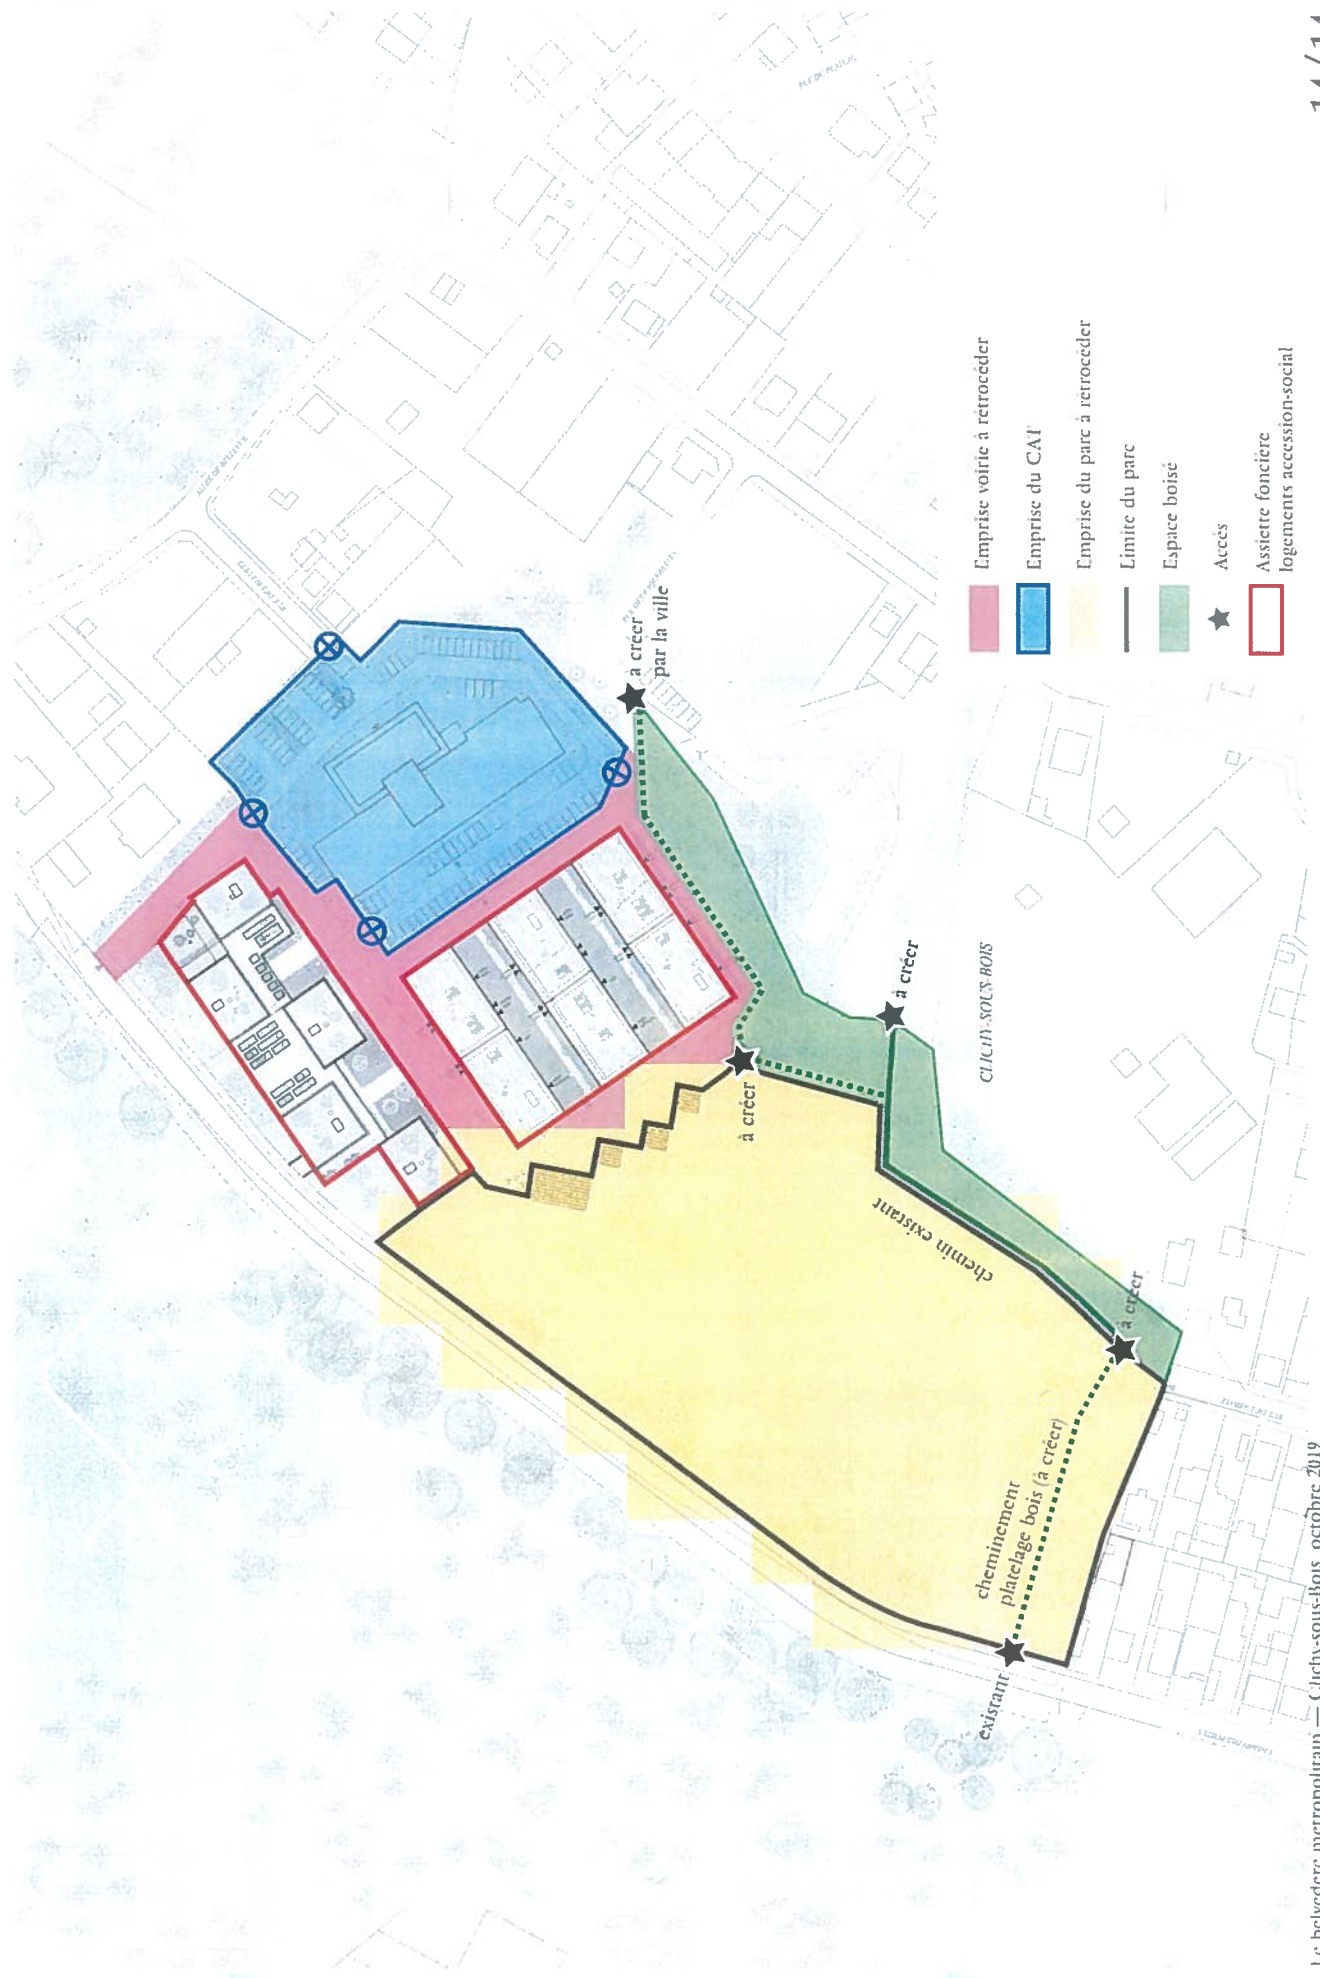 à créer
par la ville
à créer
à créer
CLICHY-SOUS-BOIS
chemin existant
à créer
cheminement
platelage bois (à créer)
existant
Emprise voirie à rétrocéder
Emprise du CAT
Emprise du parc à rétrocéder
Limite du parc
Espace boisé
Accès
Assiette foncière
logements accession-social
Le belvédère métropolitain — Clichy-sous-Bois, octobre 2019
14/14